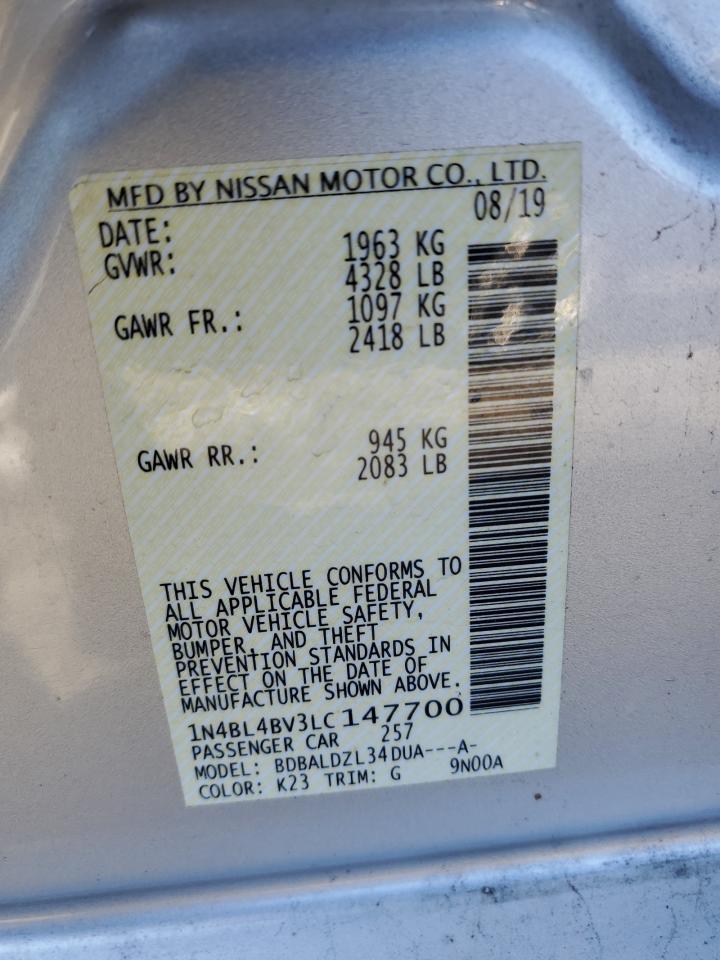 MFD BY NISSAN MOTOR CO., LTD.
DATE: 08/19
GVWR: 1963 KG
4328 LB
GAWR FR.: 1097 KG
2418 LB
GAWR RR.: 945 KG
2083 LB
THIS VEHICLE CONFORMS TO
ALL APPLICABLE FEDERAL
MOTOR VEHICLE SAFETY,
BUMPER, AND THEFT
PREVENTION STANDARDS IN
EFFECT ON THE DATE OF
MANUFACTURE SHOWN ABOVE.
1N4BL4BV3LC147700
PASSENGER CAR 257
MODEL: BDBALDZL34DUA---A-
COLOR: K23 TRIM: G 9N00A